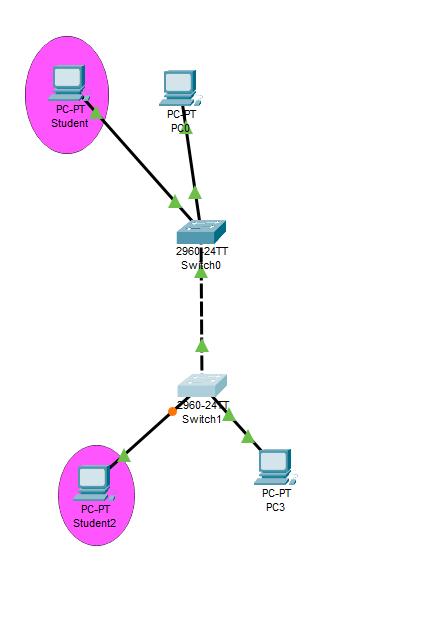 PC-PT
Student
PC-PT
PC0
2960-24TT
Switch0
2960-24TT
Switch1
PC-PT
Student2
PC-PT
PC3